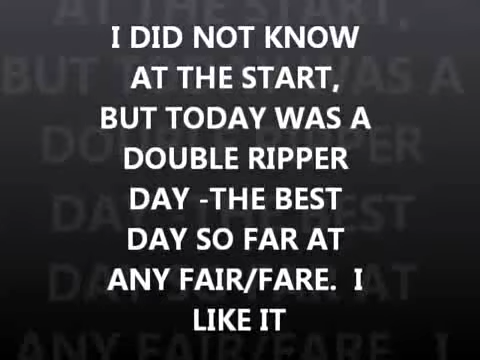 I DID NOT KNOW
AT THE START,
BUT TODAY WAS A
DOUBLE RIPPER
DAY -THE BEST
DAY SO FAR AT
ANY FAIR/FARE.  I
LIKE IT